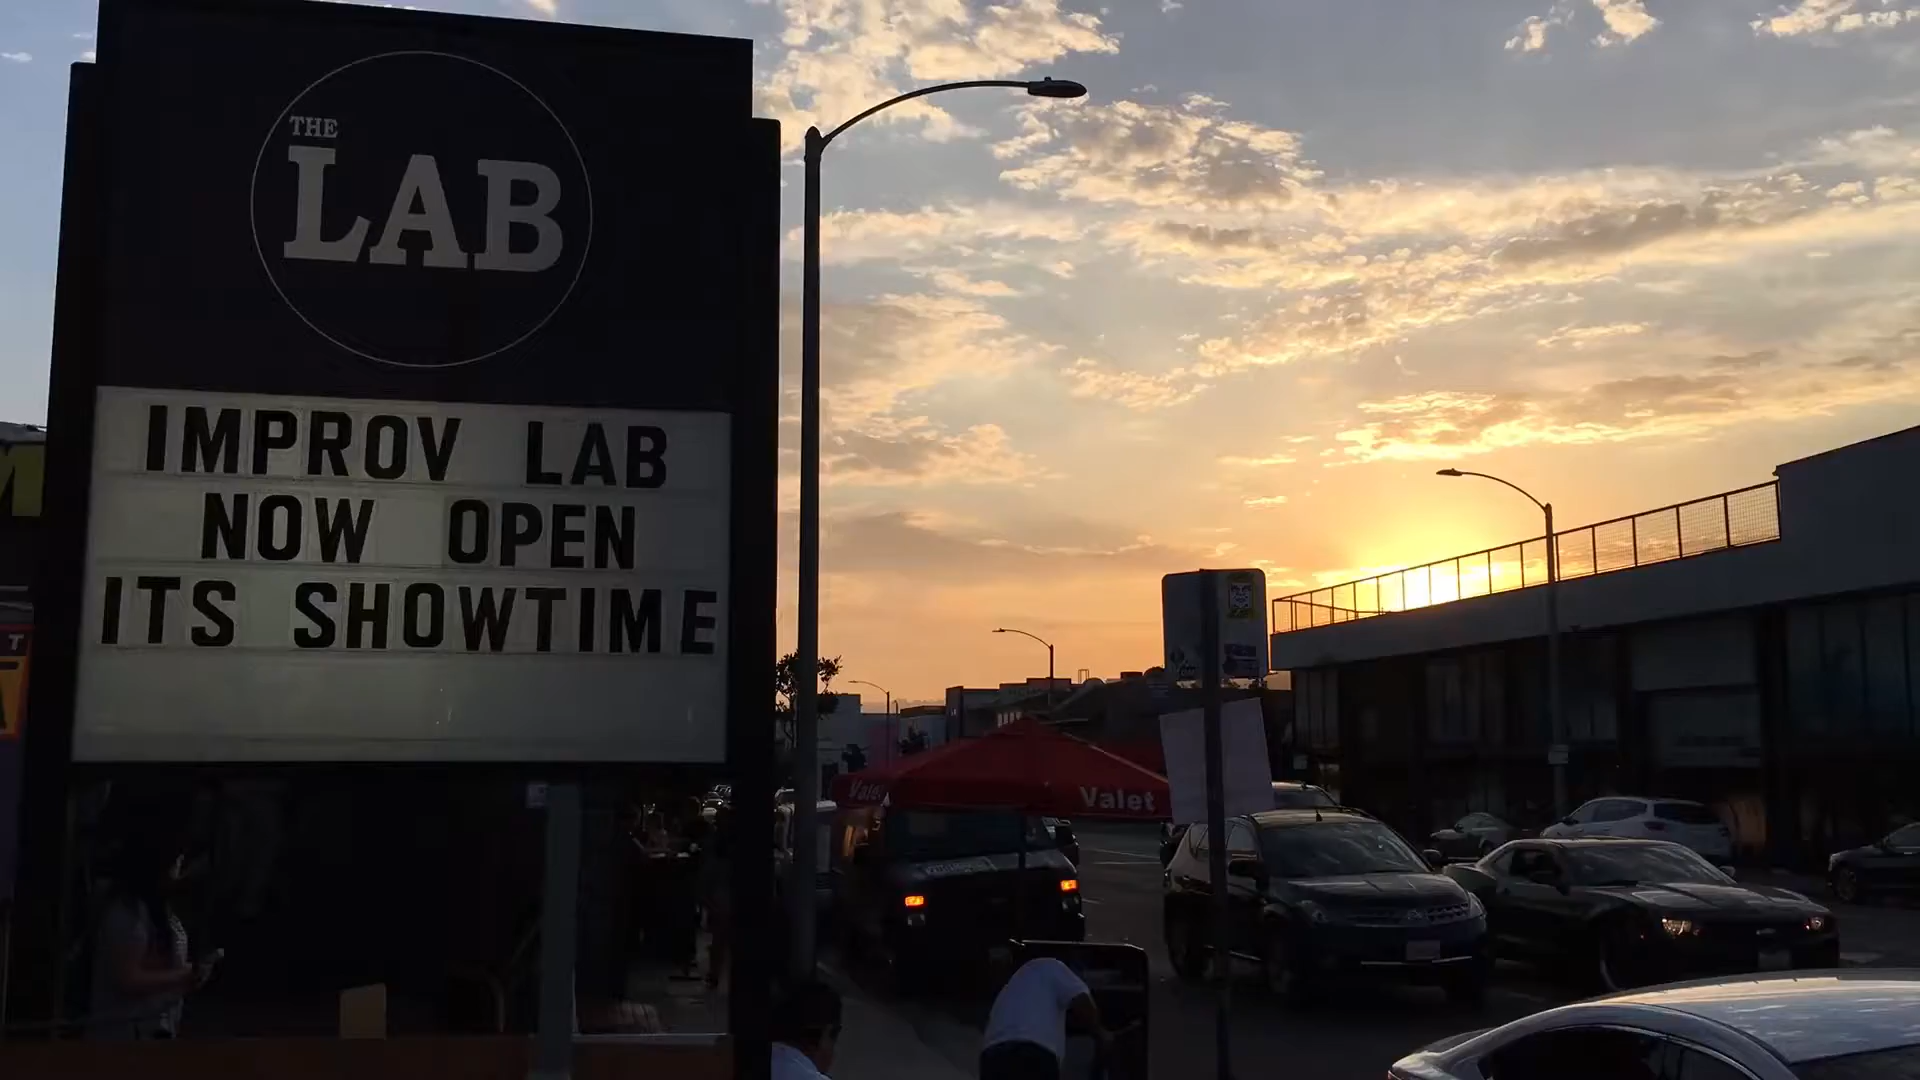 THE
LAB
IMPROV LAB
NOW OPEN
ITS SHOWTIME
Valet
Valet